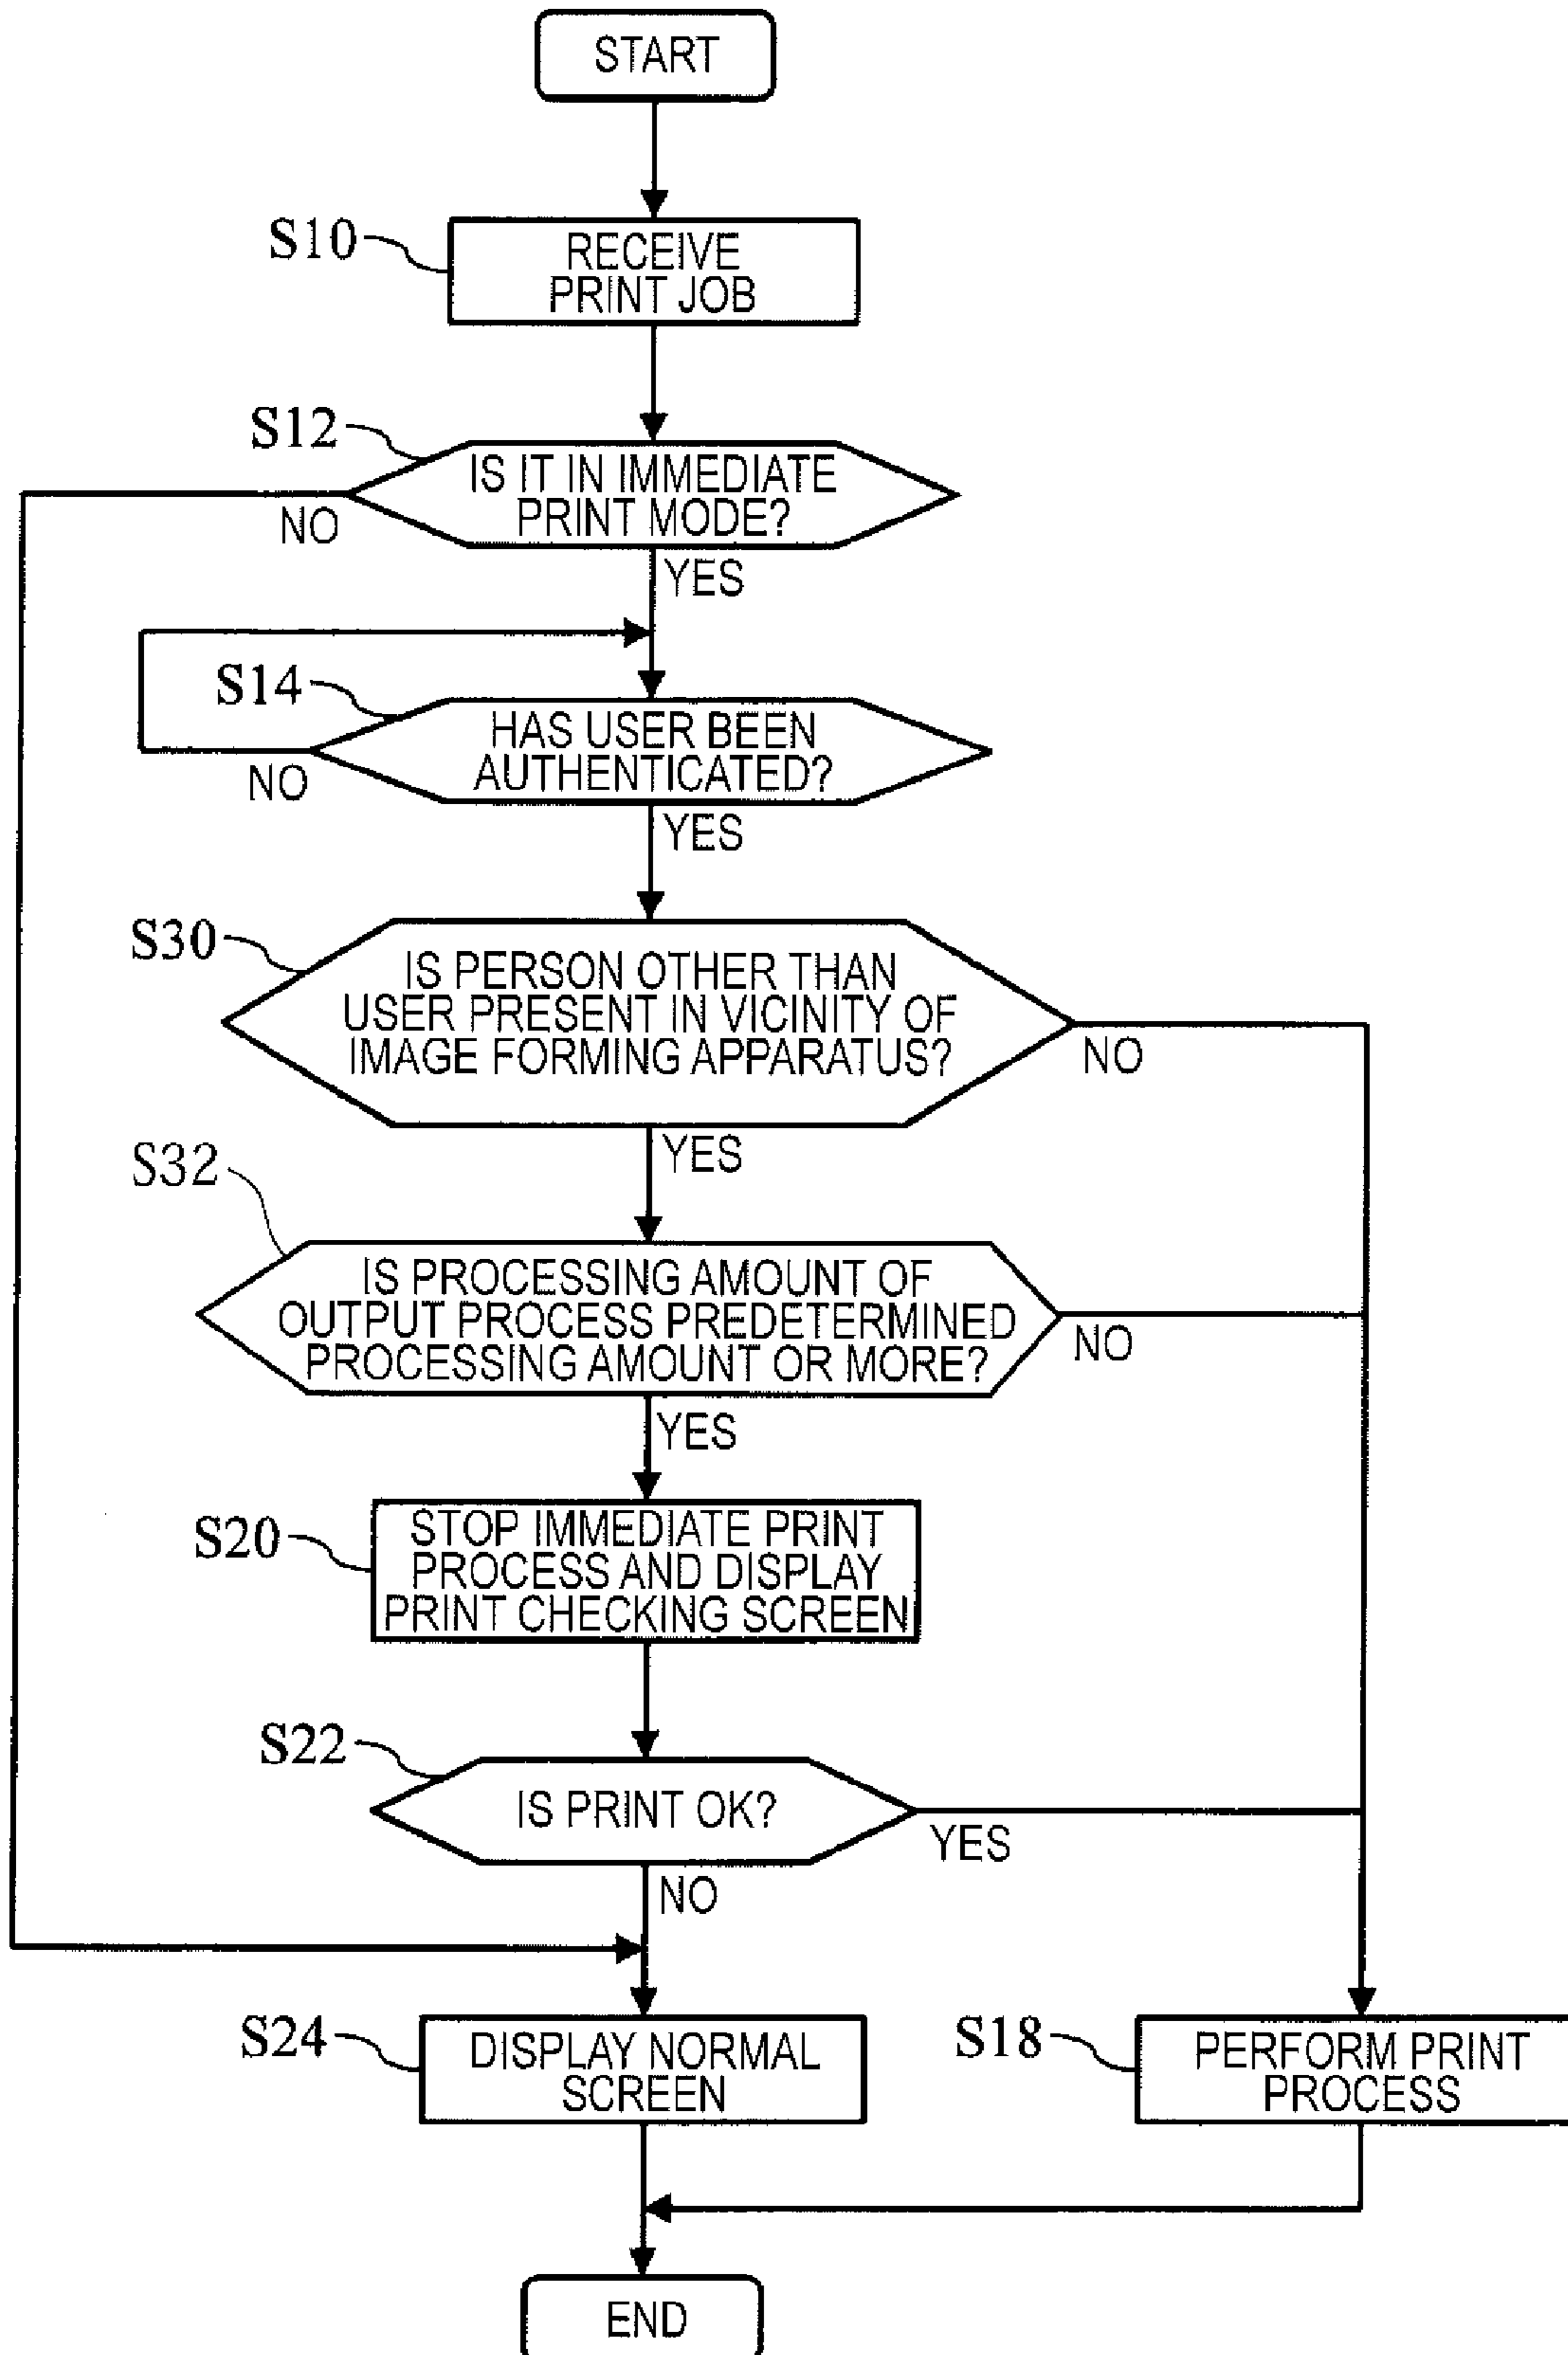 START
S10
RECEIVE
PRINT JOB
S12
IS IT IN IMMEDIATE
PRINT MODE?
NO
YES
S14
HAS USER BEEN
AUTHENTICATED?
NO
YES
S30
IS PERSON OTHER THAN
USER PRESENT IN VICINITY OF
IMAGE FORMING APPARATUS?
NO
YES
S32
IS PROCESSING AMOUNT OF
OUTPUT PROCESS PREDETERMINED
PROCESSING AMOUNT OR MORE?
NO
YES
S20
STOP IMMEDIATE PRINT
PROCESS AND DISPLAY
PRINT CHECKING SCREEN
S22
IS PRINT OK?
YES
NO
S24
DISPLAY NORMAL
SCREEN
S18
PERFORM PRINT
PROCESS
END